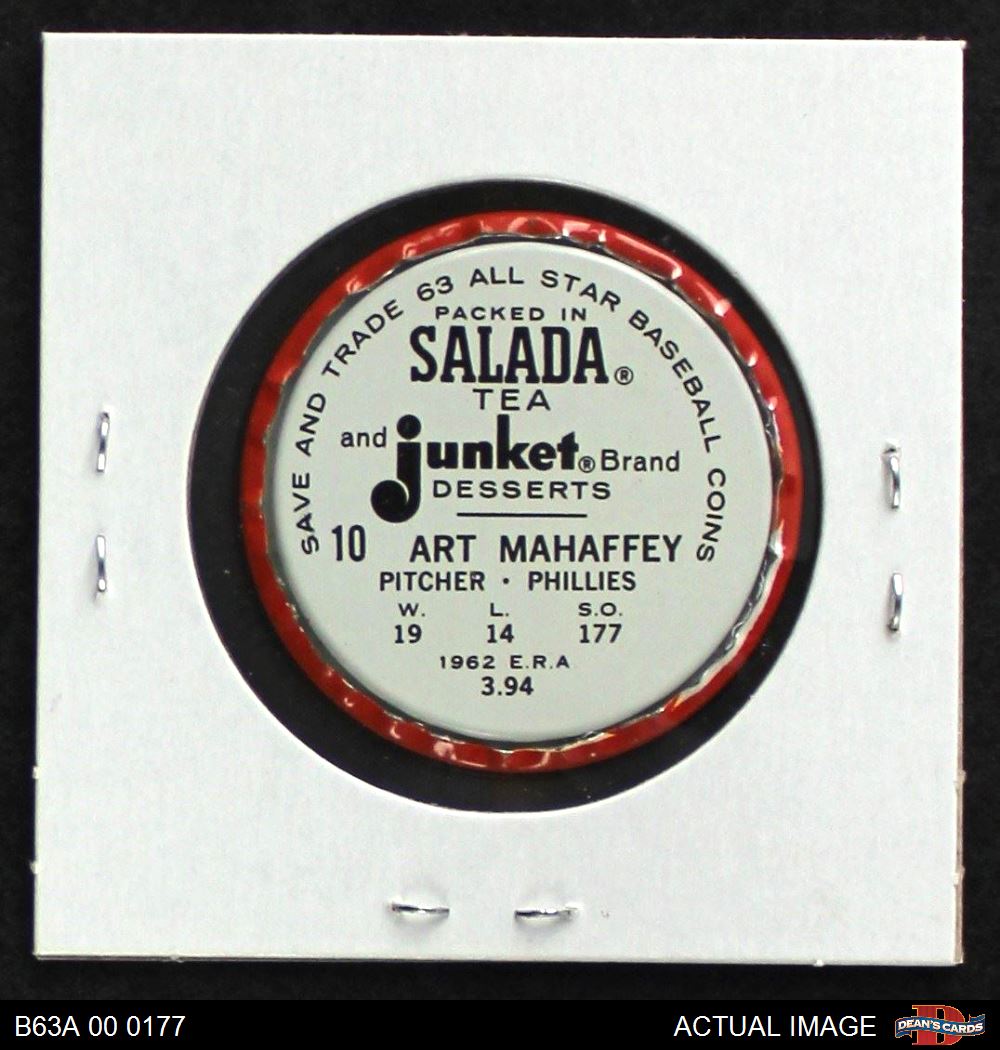 SAVE AND TRADE 63 ALL STAR BASEBALL COINS
PACKED IN
SALADA®
TEA
and junket® Brand
DESSERTS
10 ART MAHAFFEY
PITCHER · PHILLIES
W. L. S.O.
19 14 177
1962 E.R.A
3.94
B63A 00 0177
ACTUAL IMAGE
D
DEAN'S CARDS